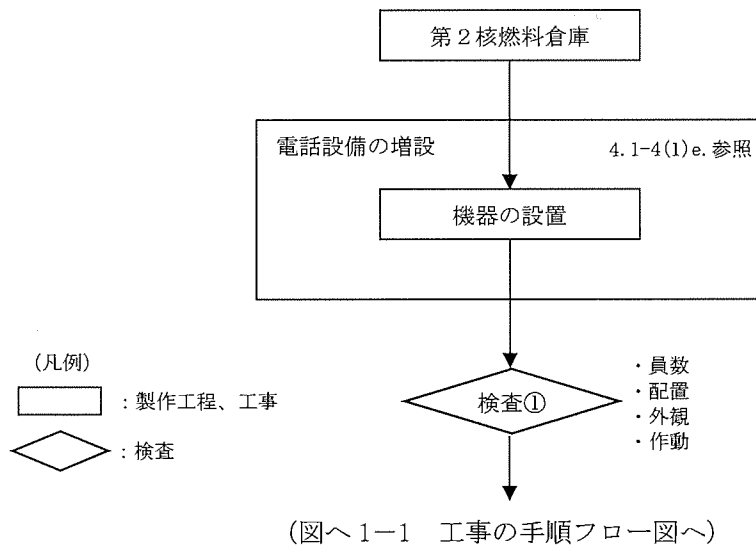 第２核燃料倉庫
電話設備の増設
4.1-4(1)e.参照
機器の設置
検査①
・員数
・配置
・外観
・作動
(凡例)
：製作工程、工事
：検査
(図ヘ1－1　工事の手順フロー図へ)